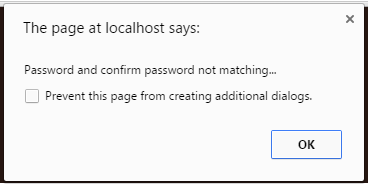 The page at localhost says:
Password and confirm password not matching...
Prevent this page from creating additional dialogs.
OK